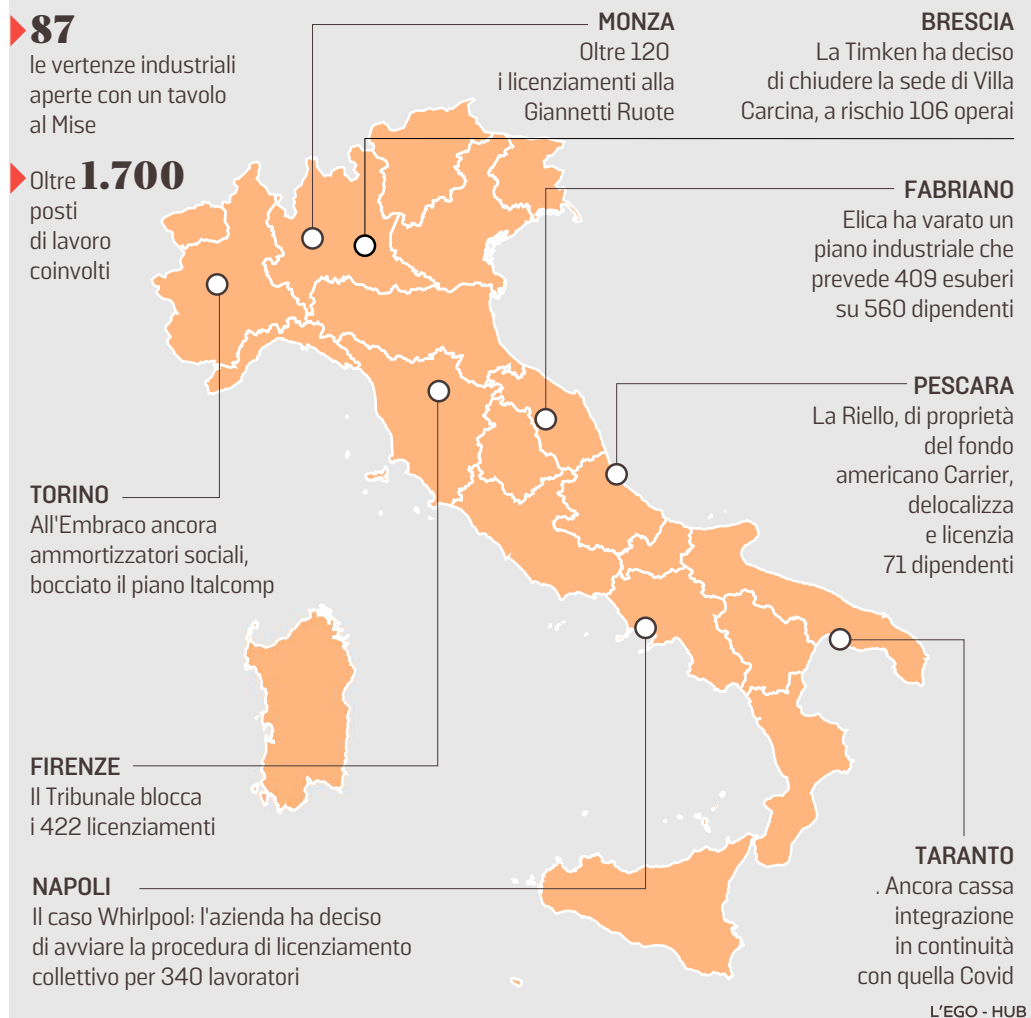 87
le vertenze industriali
aperte con un tavolo
al Mise
Oltre 1.700
posti
di lavoro
coinvolti
MONZA
Oltre 120
i licenziamenti alla
Giannetti Ruote
BRESCIA
La Timken ha deciso
di chiudere la sede di Villa
Carcina, a rischio 106 operai
FABRIANO
Elica ha varato un
piano industriale che
prevede 409 esuberi
su 560 dipendenti
PESCARA
La Riello, di proprietà
del fondo
americano Carrier,
delocalizza
e licenzia
71 dipendenti
TORINO
All'Embraco ancora
ammortizzatori sociali,
bocciato il piano Italcomp
FIRENZE
Il Tribunale blocca
i 422 licenziamenti
NAPOLI
Il caso Whirlpool: l'azienda ha deciso
di avviare la procedura di licenziamento
collettivo per 340 lavoratori
TARANTO
. Ancora cassa
integrazione
in continuità
con quella Covid
L'EGO - HUB